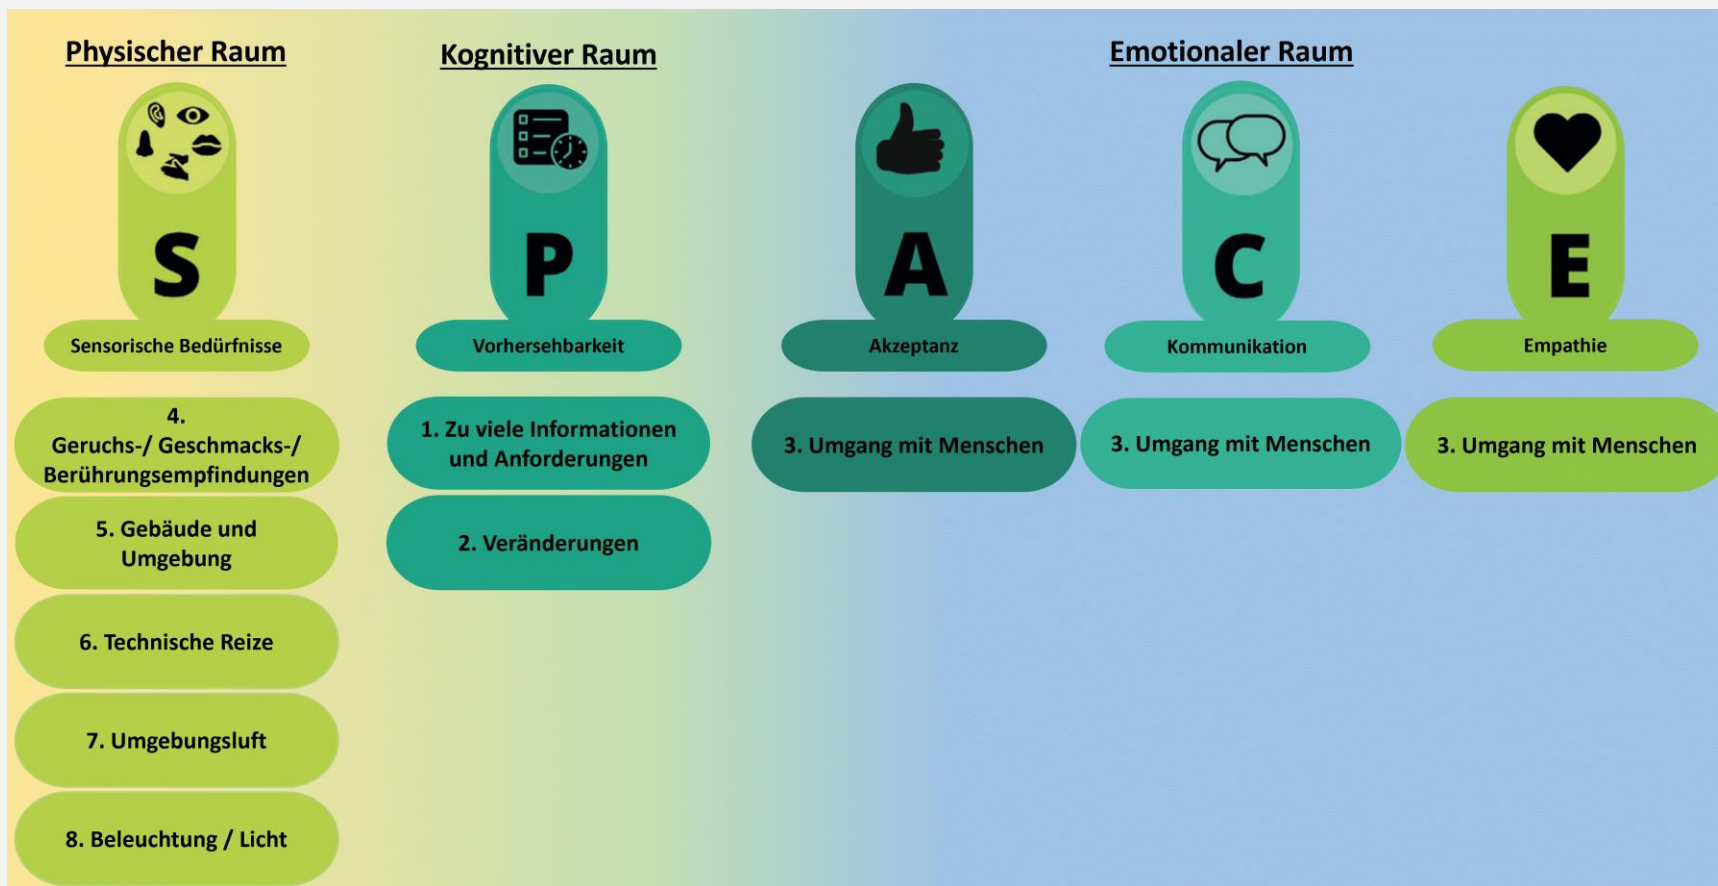 Physischer Raum
Kognitiver Raum
Emotionaler Raum
S
P
A
C
E
Sensorische Bedürfnisse
Vorhersehbarkeit
Akzeptanz
Kommunikation
Empathie
4.
Geruchs-/ Geschmacks-/
Berührungsempfindungen
5. Gebäude und
Umgebung
6. Technische Reize
7. Umgebungsluft
8. Beleuchtung / Licht
1. Zu viele Informationen
und Anforderungen
2. Veränderungen
3. Umgang mit Menschen
3. Umgang mit Menschen
3. Umgang mit Menschen